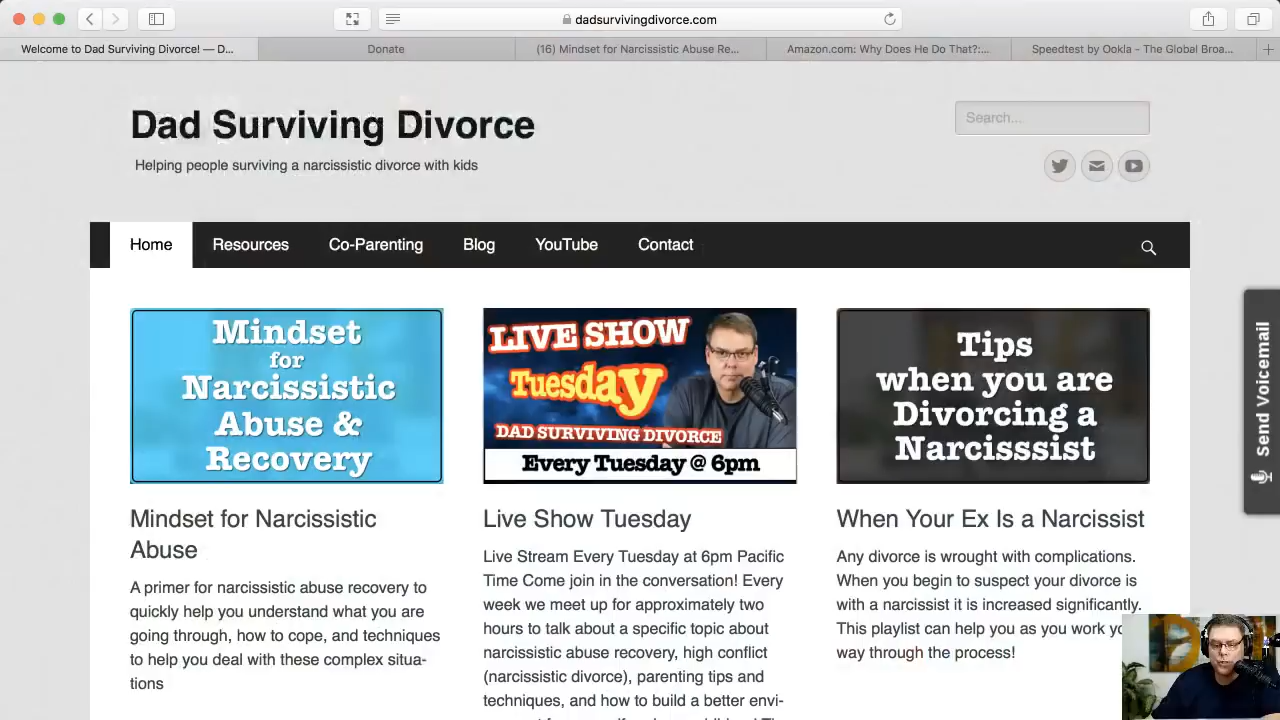 dadsurvivingdivorce.com
Welcome to Dad Surviving Divorce! — D...
Donate
(16) Mindset for Narcissistic Abuse Re...
Amazon.com: Why Does He Do That?:...
Speedtest by Ookla - The Global Broa...
Dad Surviving Divorce
Search...
Helping people surviving a narcissistic divorce with kids
Home
Resources
Co-Parenting
Blog
YouTube
Contact
Mindset
for
Narcissistic
Abuse &
Recovery
LIVE SHOW
Tuesday
DAD SURVIVING DIVORCE
Every Tuesday @ 6pm
Tips
when you are
Divorcing a
Narcisssist
Send Voicemail
Mindset for Narcissistic
Abuse
A primer for narcissistic abuse recovery to
quickly help you understand what you are
going through, how to cope, and techniques
to help you deal with these complex situa-
tions
Live Show Tuesday
Live Stream Every Tuesday at 6pm Pacific
Time Come join in the conversation! Every
week we meet up for approximately two
hours to talk about a specific topic about
narcissistic abuse recovery, high conflict
(narcissistic divorce), parenting tips and
techniques, and how to build a better envi-
When Your Ex Is a Narcissist
Any divorce is wrought with complications.
When you begin to suspect your divorce is
with a narcissist it is increased significantly.
This playlist can help you as you work
way through the process!